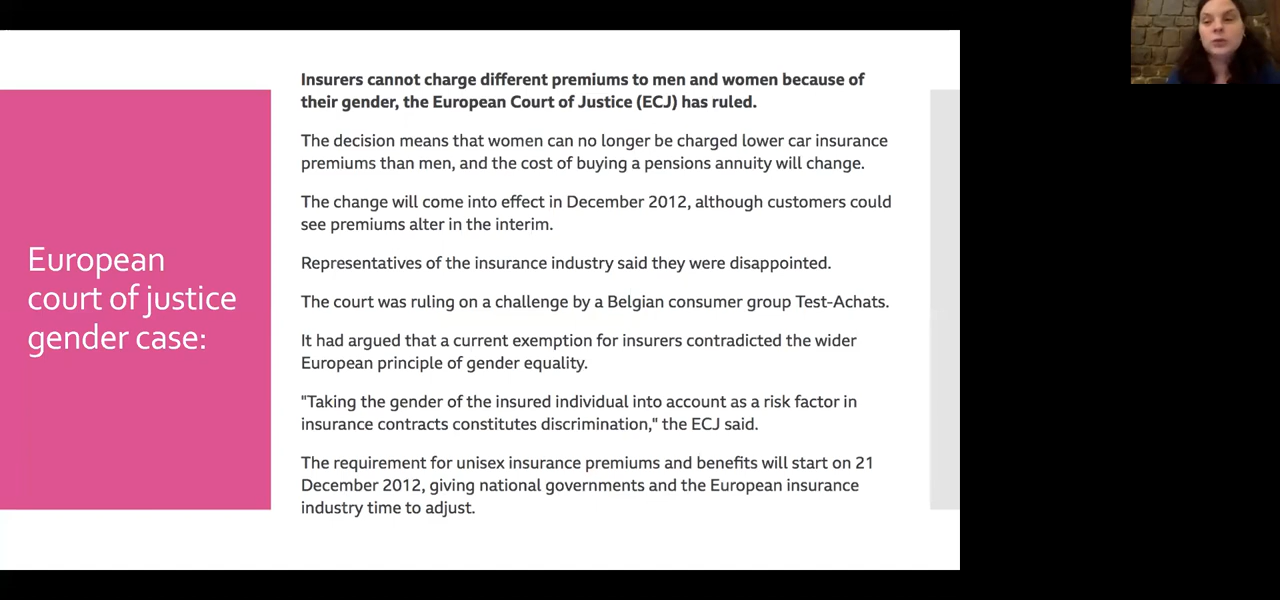 European
court of justice
gender case:
Insurers cannot charge different premiums to men and women because of
their gender, the European Court of Justice (ECJ) has ruled.
The decision means that women can no longer be charged lower car insurance
premiums than men, and the cost of buying a pensions annuity will change.
The change will come into effect in December 2012, although customers could
see premiums alter in the interim.
Representatives of the insurance industry said they were disappointed.
The court was ruling on a challenge by a Belgian consumer group Test-Achats.
It had argued that a current exemption for insurers contradicted the wider
European principle of gender equality.
"Taking the gender of the insured individual into account as a risk factor in
insurance contracts constitutes discrimination," the ECJ said.
The requirement for unisex insurance premiums and benefits will start on 21
December 2012, giving national governments and the European insurance
industry time to adjust.